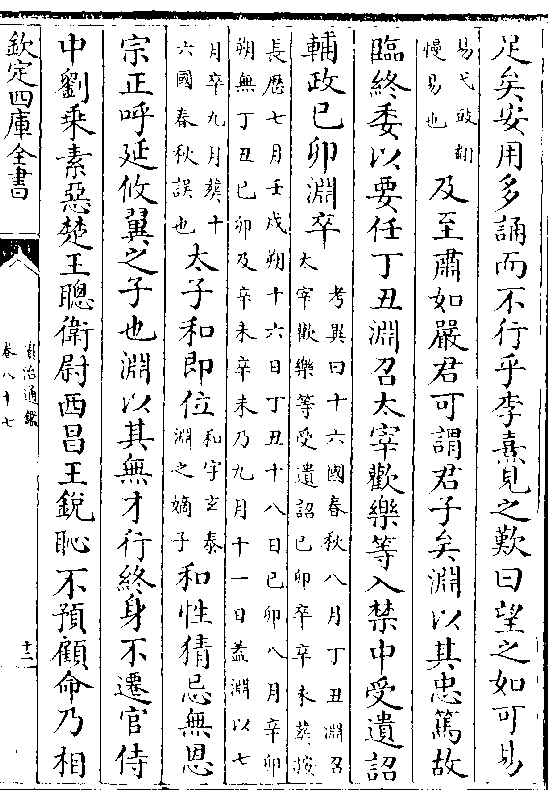 足矣安用多誦而不行乎李熹見之歎曰望之如可易
易弋豉翻
慢易也
及至肅如嚴君可謂君子矣淵以其忠篤故
臨終委以要任丁丑淵召太宰歡樂等入禁中受遺詔
輔政己卯淵卒
考異曰十六國春秋八月丁丑淵召
太宰歡樂等受遺詔己卯卒辛未葬按
長歴七月壬戌朔十六日丁丑十八日己卯八月辛卯
朔無丁丑己卯及辛未辛未乃九月十一日蓋淵以七
月卒九月葬十
六國春秋誤也
太子和即位
和字玄泰
淵之嫡子
和性猜忌無恩
宗正呼延攸翼之子也淵以其無才行終身不遷官侍
中劉乘素惡楚王聰衛尉西昌王銳恥不預顧命乃相
欽定四庫全書
資治通鑑
卷八十七
十二